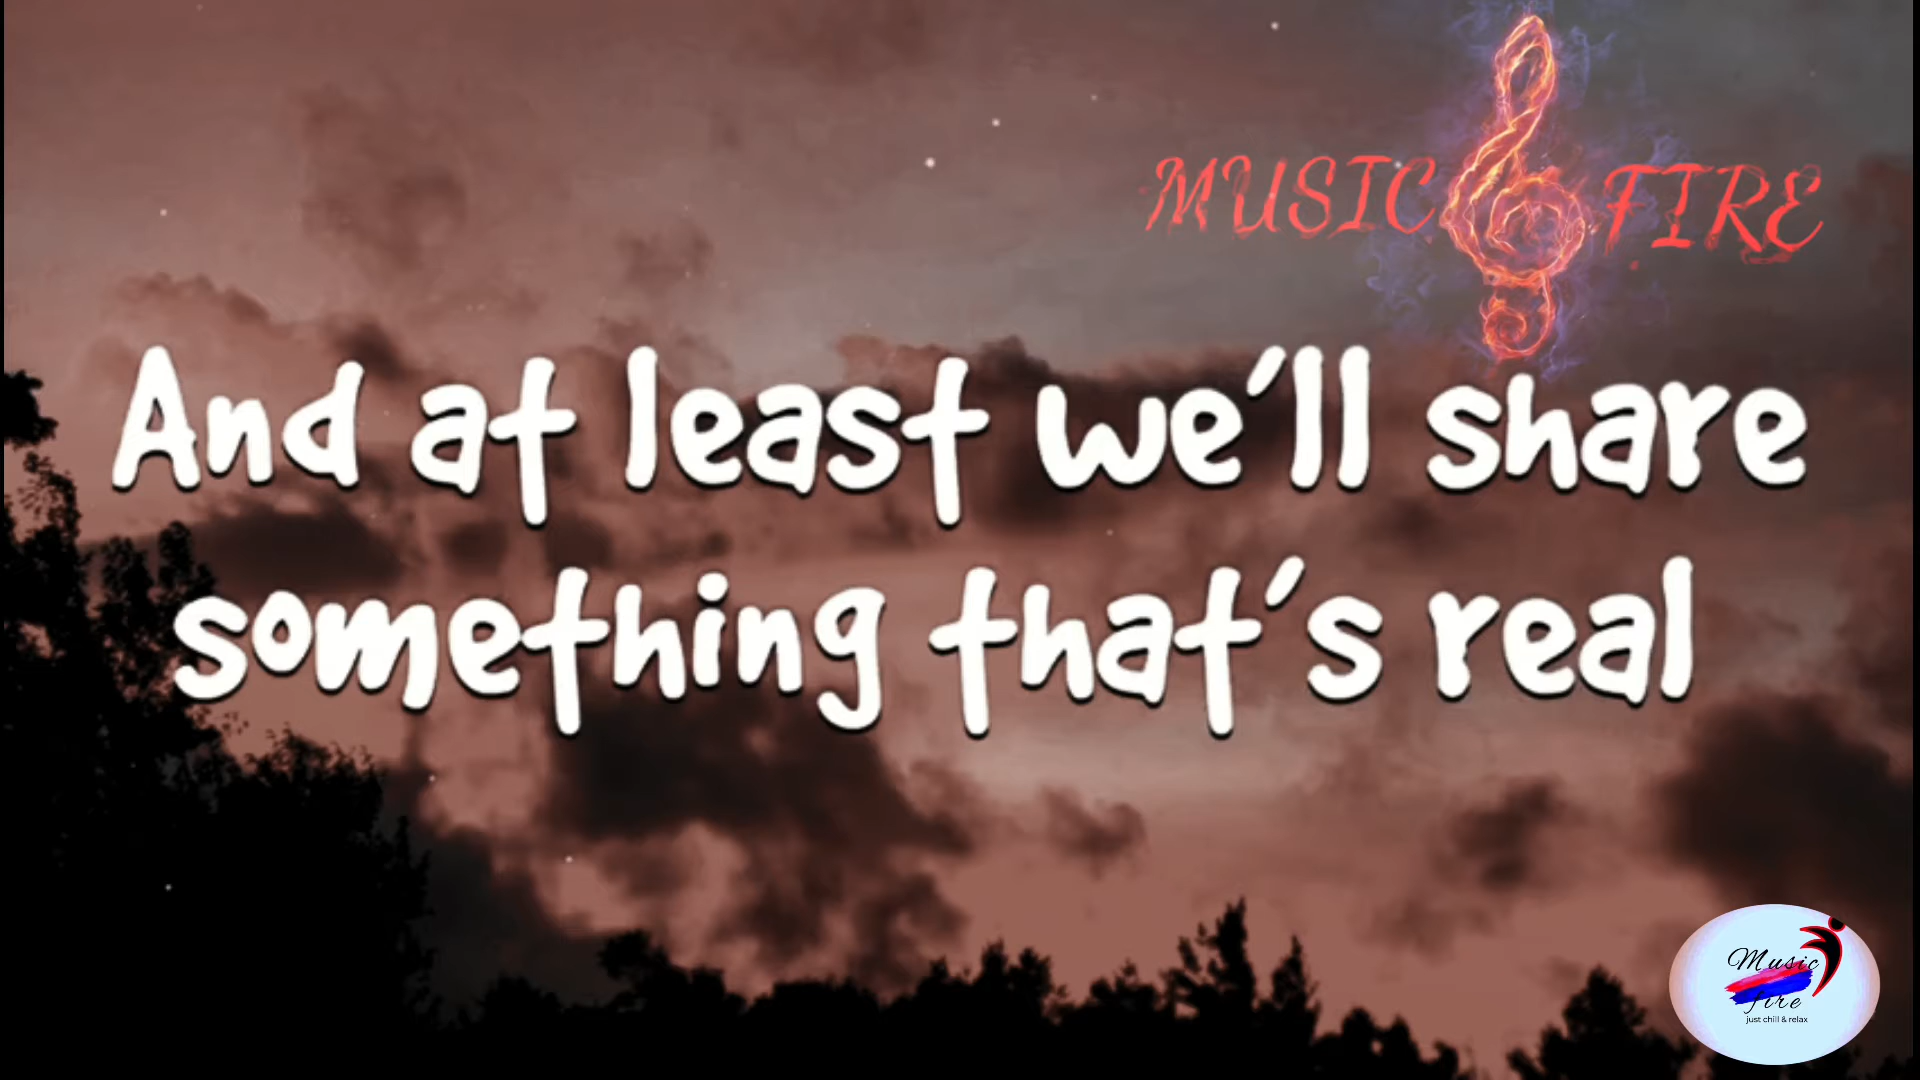 MUSIC FIRE
And at least we'll share
something that's real
Music
fire
just chill & relax